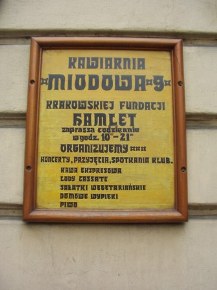 KAWIARNIA
"MIODOWA-9"
KRAKOWSKIEJ FUNDACJI
HAMLET
zaprasza codziennie
w godz. 10°°-21°°
ORGANIZUJEMY
KONCERTY, PRZYJĘCIA, SPOTKANIA KLUB.
KAWA EKSPRESOWA
LODY CASSATE
SAŁATKI WEGETARIAŃSKIE
DOMOWE WYPIEKI
PIWO